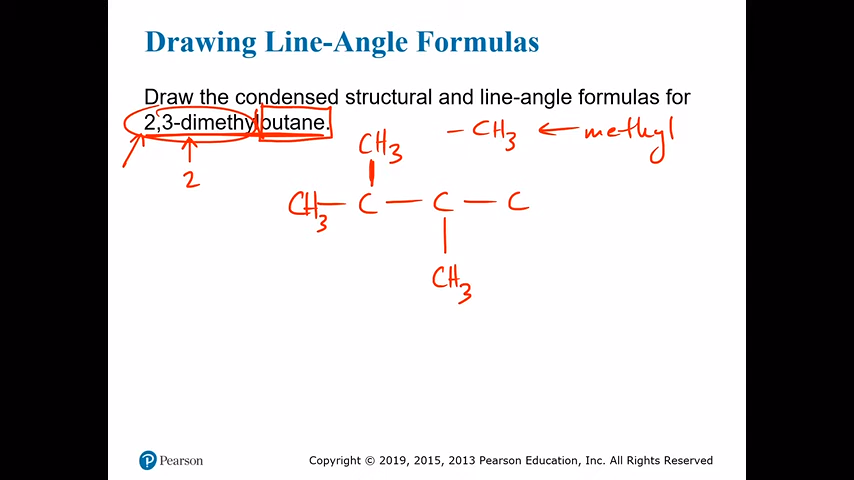 Drawing Line-Angle Formulas
Draw the condensed structural and line-angle formulas for
2,3-dimethylbutane.
- CH3 ← methyl
CH3
2
CH3 — C — C — C
CH3
Pearson
Copyright © 2019, 2015, 2013 Pearson Education, Inc. All Rights Reserved